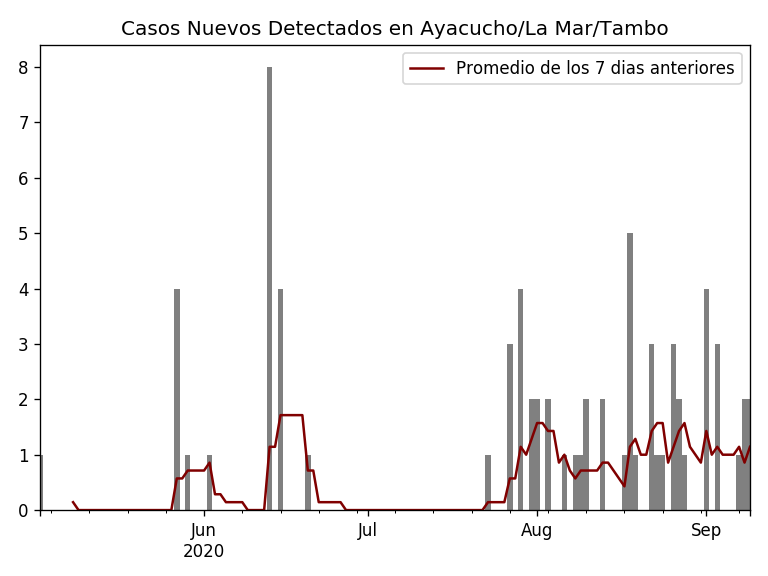 Casos Nuevos Detectados en Ayacucho/La Mar/Tambo
Promedio de los 7 dias anteriores
8
7
6
5
4
3
2
1
0
Jun
2020
Jul
Aug
Sep